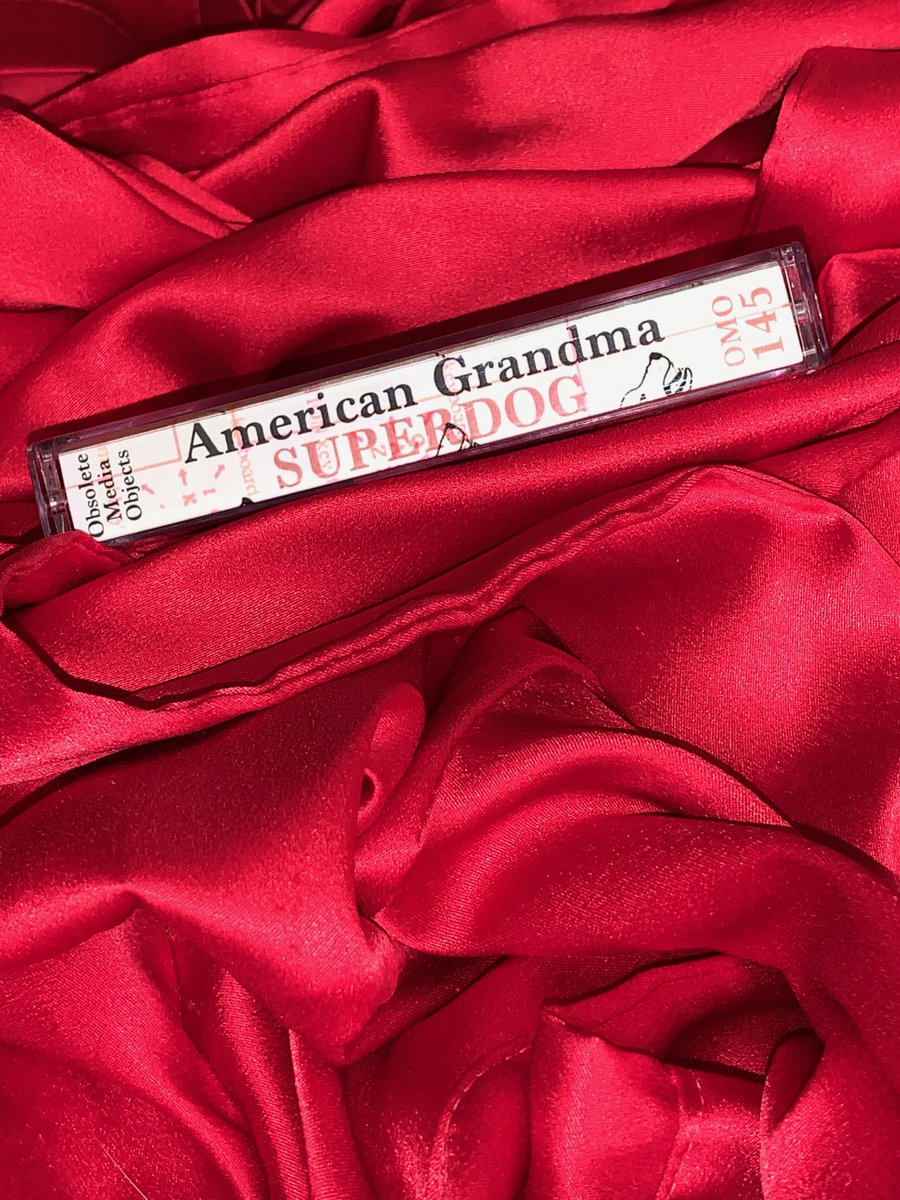 Obsolete
Media
Objects
American Grandma
SUPERDOG
OMO
145